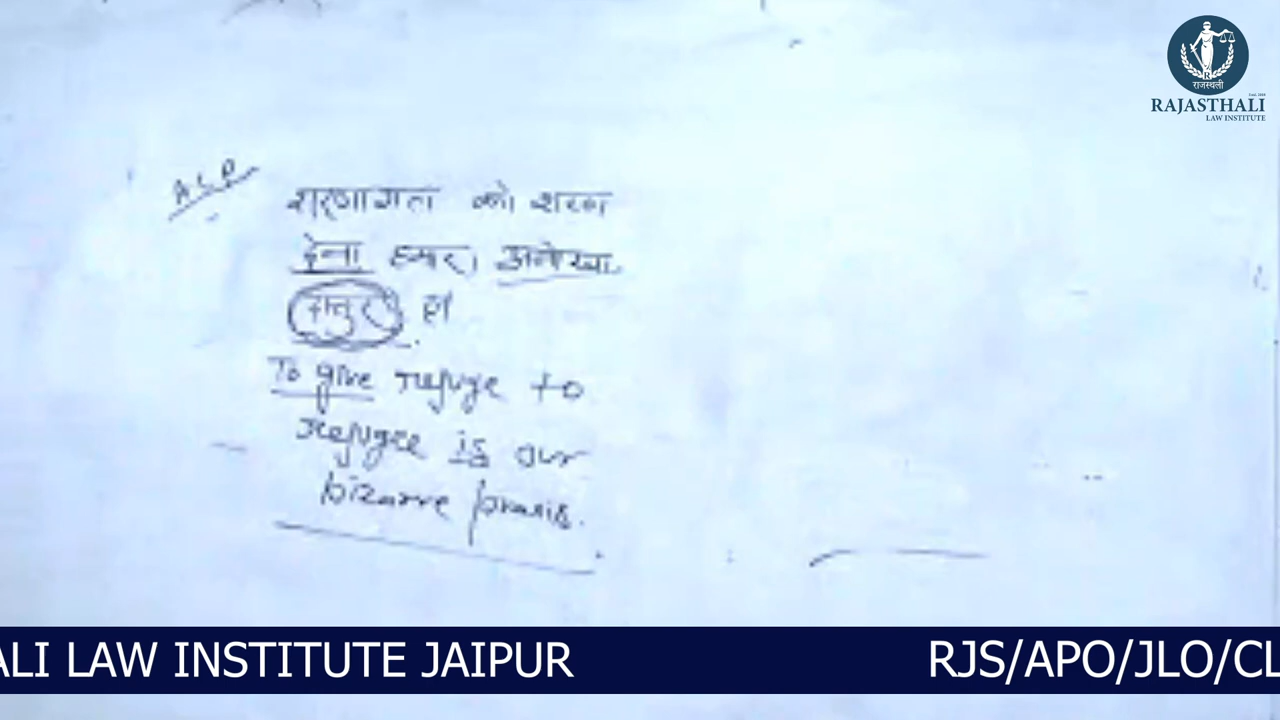 राजस्थली
RAJASTHALI
LAW INSTITUTE
A L P
शरणागत को शरण
देना हमारा अनोखा
दस्तुर है
To give refuge to
refugee is our
bizarre praxis.
ALI LAW INSTITUTE JAIPUR
RJS/APO/JLO/CL